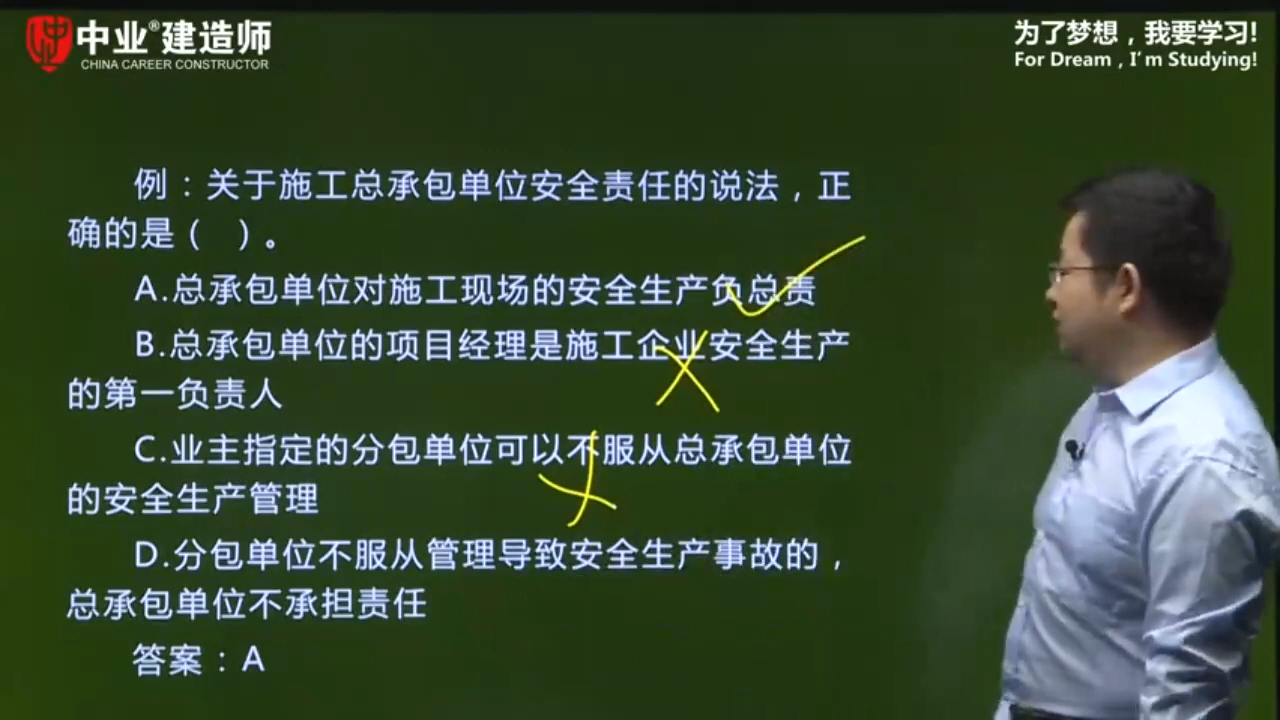 中业®建造师
CHINA CAREER CONSTRUCTOR
为了梦想，我要学习!
For Dream , I'm Studying!
例：关于施工总承包单位安全责任的说法，正
确的是（ ）。
A.总承包单位对施工现场的安全生产负总责
B.总承包单位的项目经理是施工企业安全生产
的第一负责人
C.业主指定的分包单位可以不服从总承包单位
的安全生产管理
D.分包单位不服从管理导致安全生产事故的，
总承包单位不承担责任
答案：A